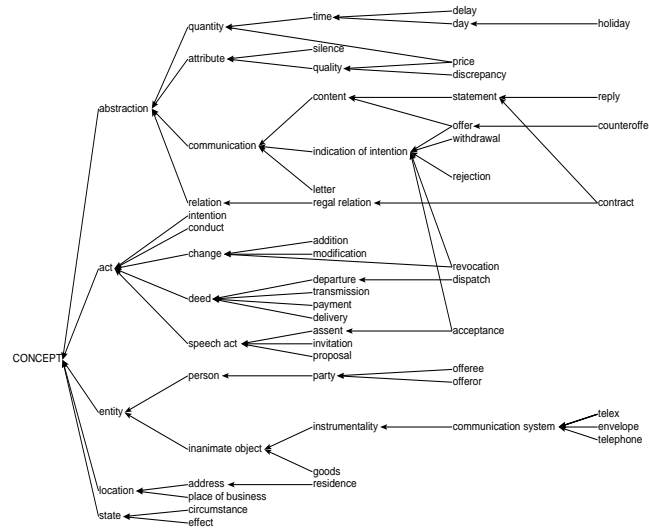 delay
time
day
holiday
quantity
silence
attribute
price
quality
discrepancy
content
statement
reply
abstraction
offer
counteroffe
withdrawal
communication
indication of intention
rejection
letter
relation
regal relation
contract
intention
conduct
addition
change
modification
act
revocation
departure
dispatch
transmission
deed
payment
delivery
assent
acceptance
speech act
invitation
proposal
CONCEPT
offeree
person
party
offeror
entity
telex
instrumentality
communication system
envelope
telephone
inanimate object
goods
address
residence
location
place of business
circumstance
state
effect